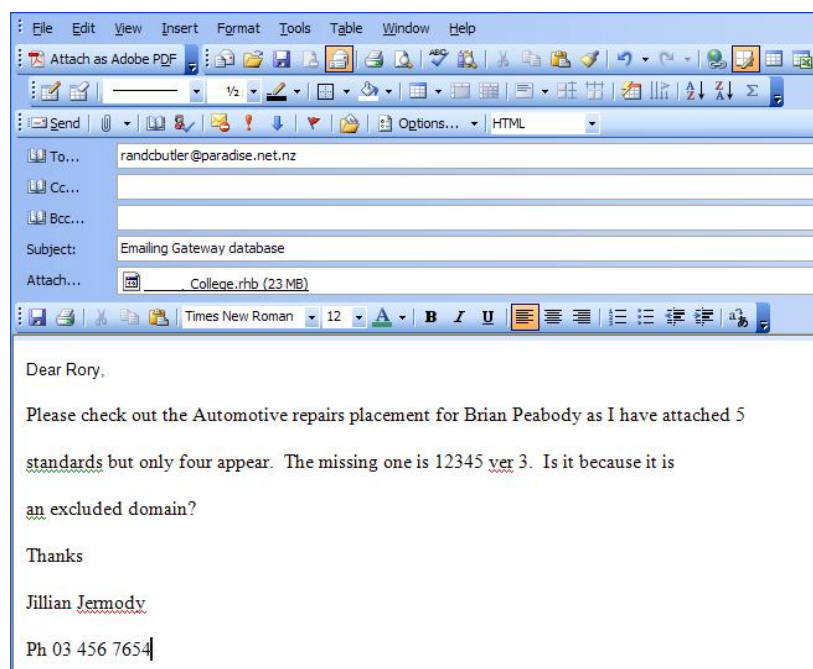 File Edit View Insert Format Tools Table Window Help
Attach as Adobe PDF
½
Send Options... HTML
To... randcbutler@paradise.net.nz
Cc...
Bcc...
Subject: Emailing Gateway database
Attach... ______ College.rhb (23 MB)
Times New Roman 12 A B I U
Dear Rory,
Please check out the Automotive repairs placement for Brian Peabody as I have attached 5
standards but only four appear. The missing one is 12345 ver 3. Is it because it is
an excluded domain?
Thanks
Jillian Jermody
Ph 03 456 7654